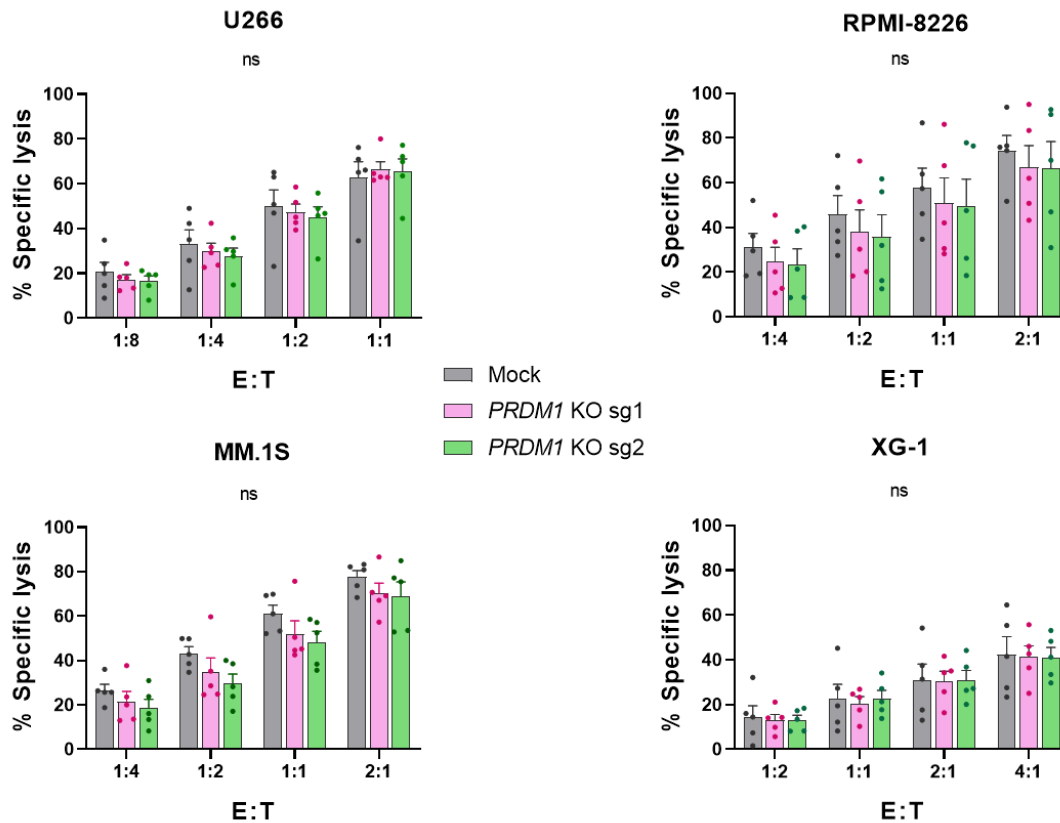 U266
ns
% Specific lysis
100
80
60
40
20
0
1:8 1:4 1:2 1:1
E:T
RPMI-8226
ns
% Specific lysis
100
80
60
40
20
0
1:4 1:2 1:1 2:1
E:T
Mock
PRDM1 KO sg1
PRDM1 KO sg2
MM.1S
ns
% Specific lysis
100
80
60
40
20
0
1:4 1:2 1:1 2:1
E:T
XG-1
ns
% Specific lysis
100
80
60
40
20
0
1:2 1:1 2:1 4:1
E:T